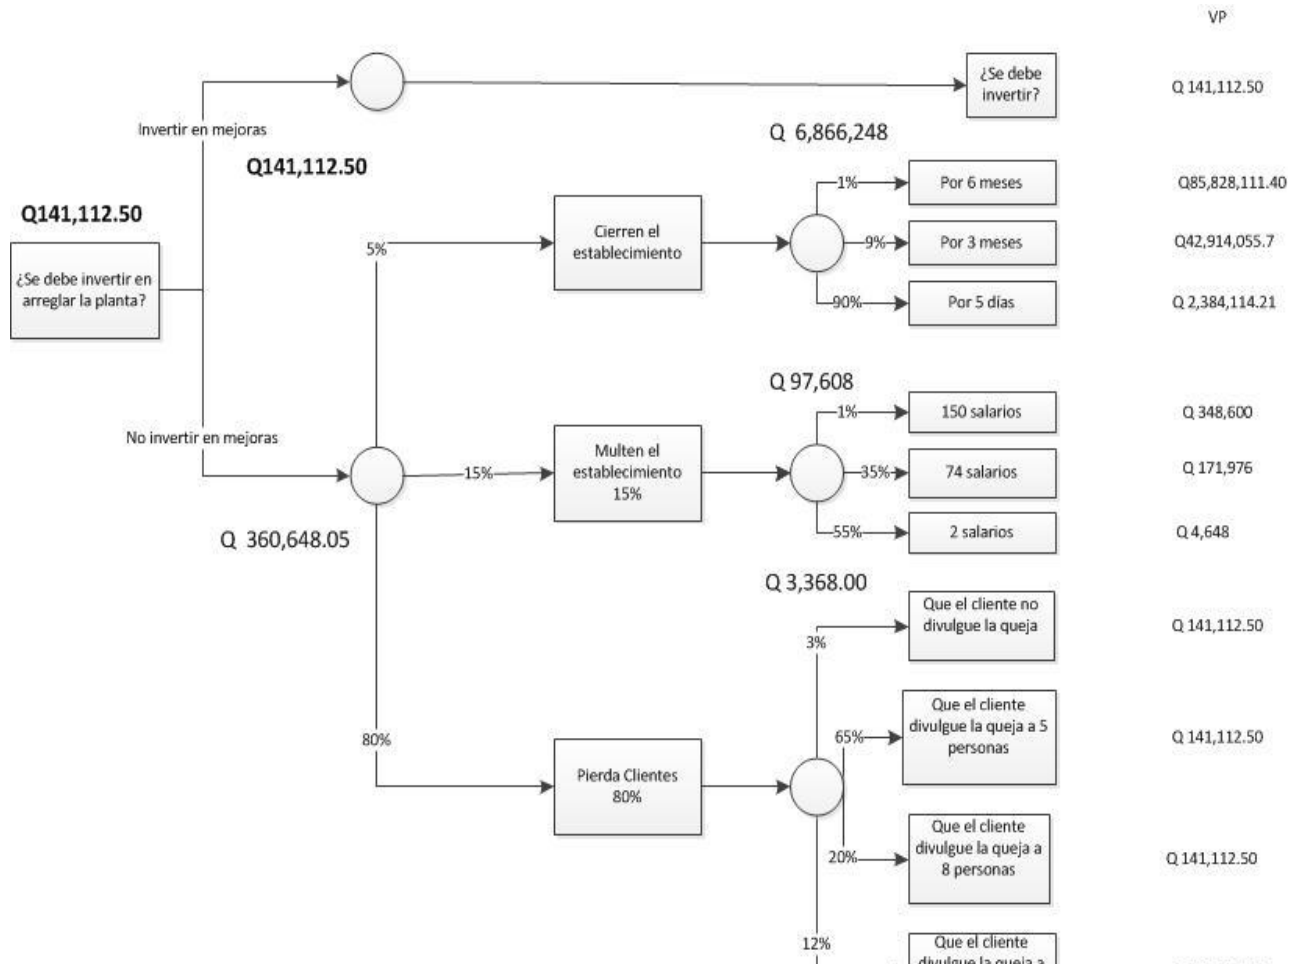 VP
¿Se debe
invertir?
Q 141,112.50
Invertir en mejoras
Q141,112.50
Q 6,866,248
1%
Por 6 meses
Q85,828,111.40
Q141,112.50
5%
Cierren el
establecimiento
9%
Por 3 meses
Q42,914,055.7
¿Se debe invertir en
arreglar la planta?
90%
Por 5 días
Q 2,384,114.21
Q 97,608
1%
150 salarios
Q 348,600
No invertir en mejoras
15%
Multen el
establecimiento
15%
35%
74 salarios
Q 171,976
55%
2 salarios
Q 4,648
Q 360,648.05
Q 3,368.00
3%
Que el cliente no
divulgue la queja
Q 141,112.50
80%
Pierda Clientes
80%
65%
Que el cliente
divulgue la queja a 5
personas
Q 141,112.50
20%
Que el cliente
divulgue la queja a
8 personas
Q 141,112.50
12%
Que el cliente
divulgue la queja a